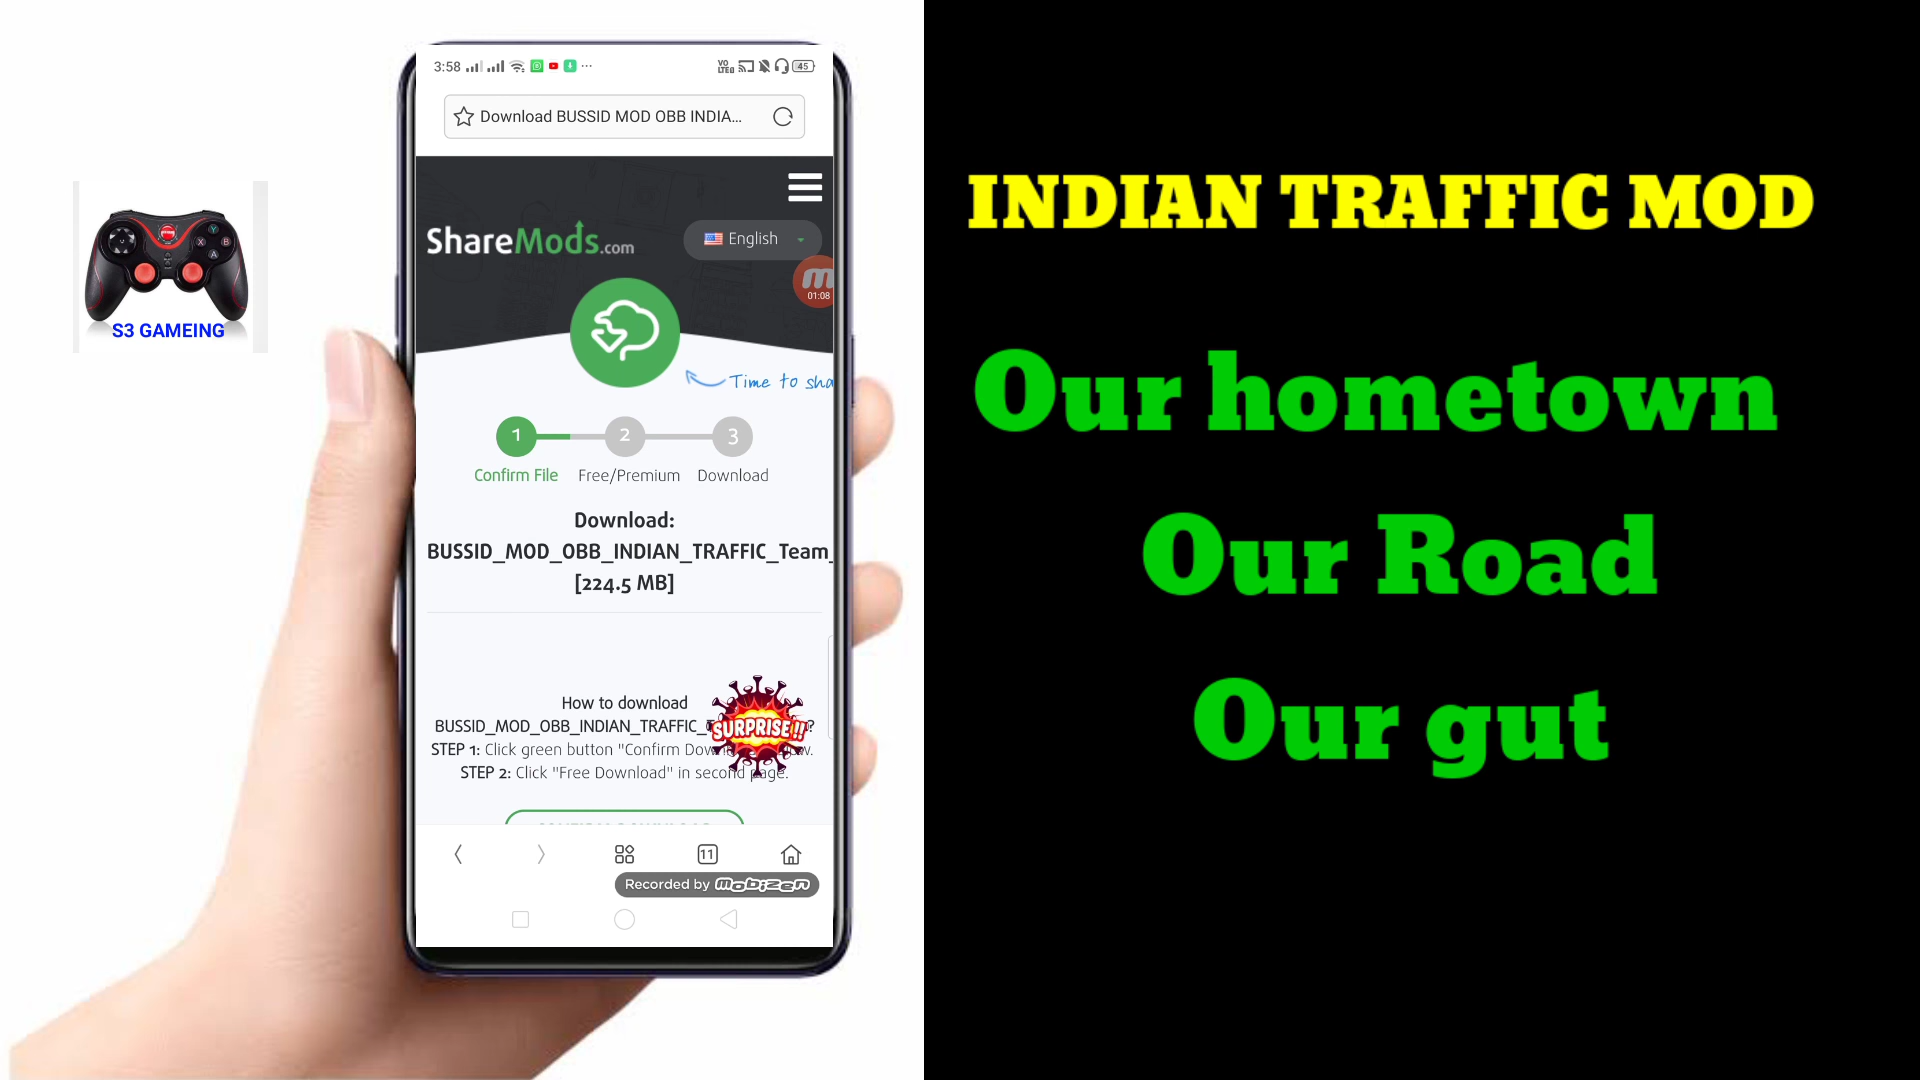 3:58
VO LTE
45
Download BUSSID MOD OBB INDIA...
ShareMods.com
English
01:08
Time to sha
1
2
3
Confirm File
Free/Premium
Download
Download:
BUSSID_MOD_OBB_INDIAN_TRAFFIC_Team_
[224.5 MB]
How to download
BUSSID_MOD_OBB_INDIAN_TRAFFIC_ ?
SURPRISE!!!
STEP 1: Click green button "Confirm
STEP 2: Click "Free Download" in second page.
11
Recorded by mobizen
S3 GAMEING
Y
X
B
A
INDIAN TRAFFIC MOD
Our hometown
Our Road
Our gut